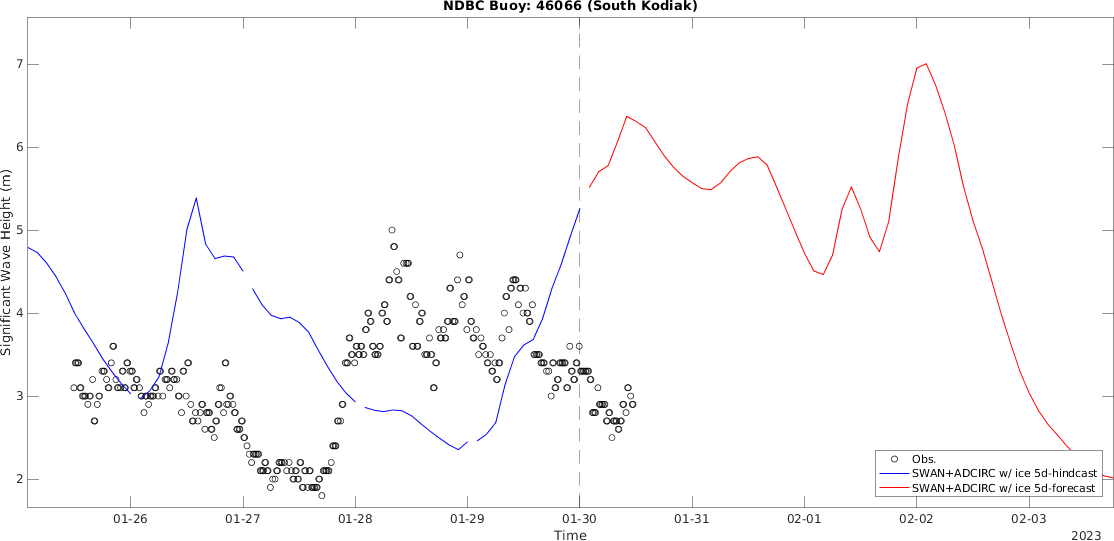 NDBC Buoy: 46066 (South Kodiak)
Significant Wave Height (m)
7
6
5
4
3
2
Obs.
SWAN+ADCIRC w/ ice 5d-hindcast
SWAN+ADCIRC w/ ice 5d-forecast
01-26 01-27 01-28 01-29 01-30 01-31 02-01 02-02 02-03
Time
2023